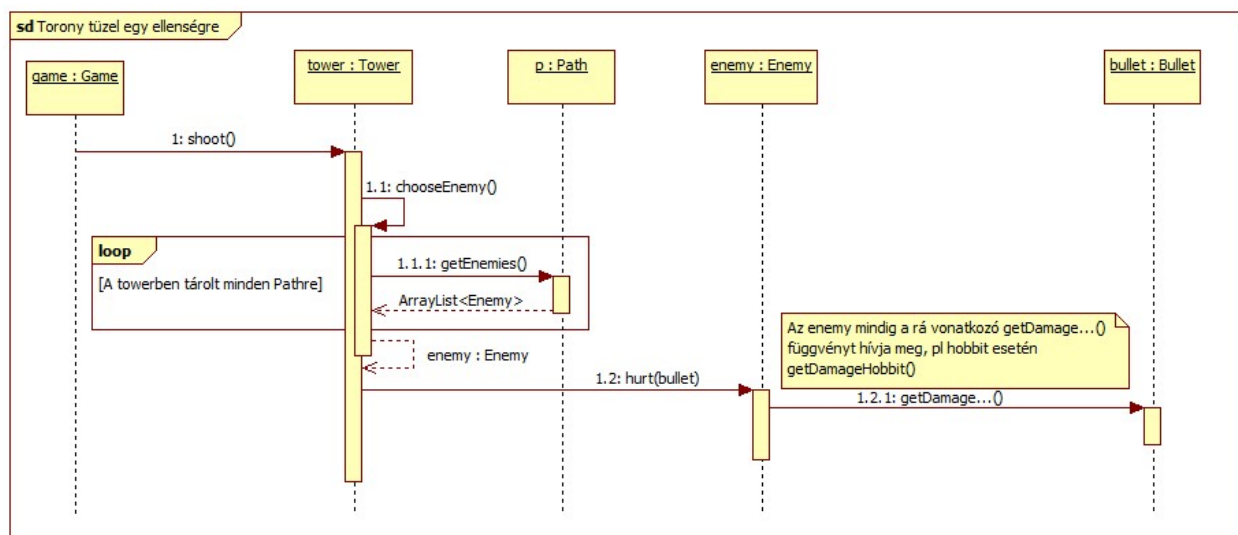 sd Torony tüzel egy ellenségre
game : Game
tower : Tower
p : Path
enemy : Enemy
bullet : Bullet
1: shoot()
1.1: chooseEnemy()
loop
[A towerben tárolt minden Pathre]
1.1.1: getEnemies()
ArrayList<Enemy>
enemy : Enemy
Az enemy mindig a rá vonatkozó getDamage...()
függvényt hívja meg, pl hobbit esetén
getDamageHobbit()
1.2: hurt(bullet)
1.2.1: getDamage...()